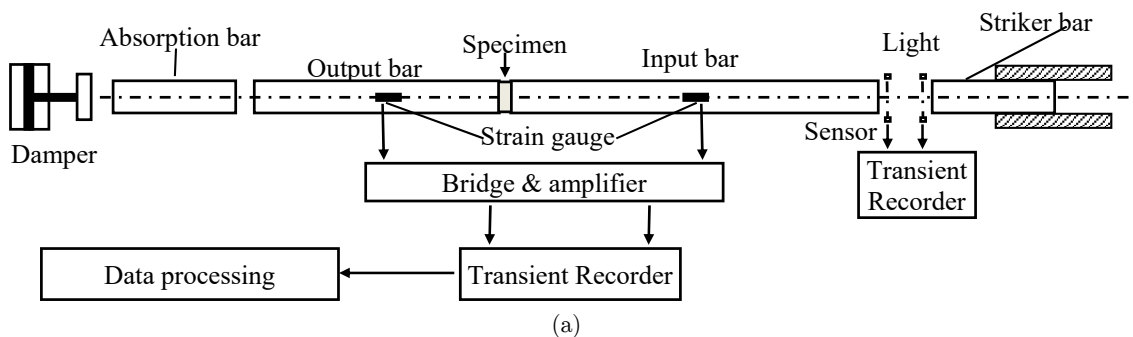 Absorption bar
Output bar
Specimen
Input bar
Light
Striker bar
Damper
Strain gauge
Sensor
Bridge & amplifier
Transient
Recorder
Data processing
Transient Recorder
(a)